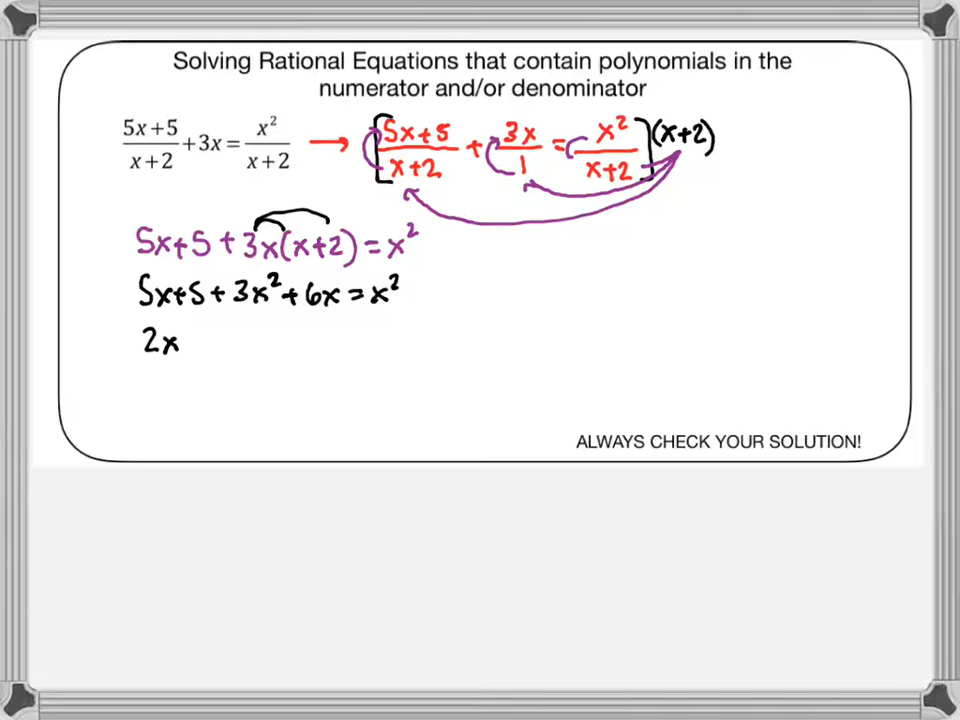 Solving Rational Equations that contain polynomials in the
numerator and/or denominator
(5x+5)/(x+2) + 3x = x²/(x+2) → [(5x+5)/(x+2) + 3x/1 = x²/(x+2)](x+2)
5x+5+3x(x+2)=x²
5x+5+3x²+6x=x²
2x
ALWAYS CHECK YOUR SOLUTION!